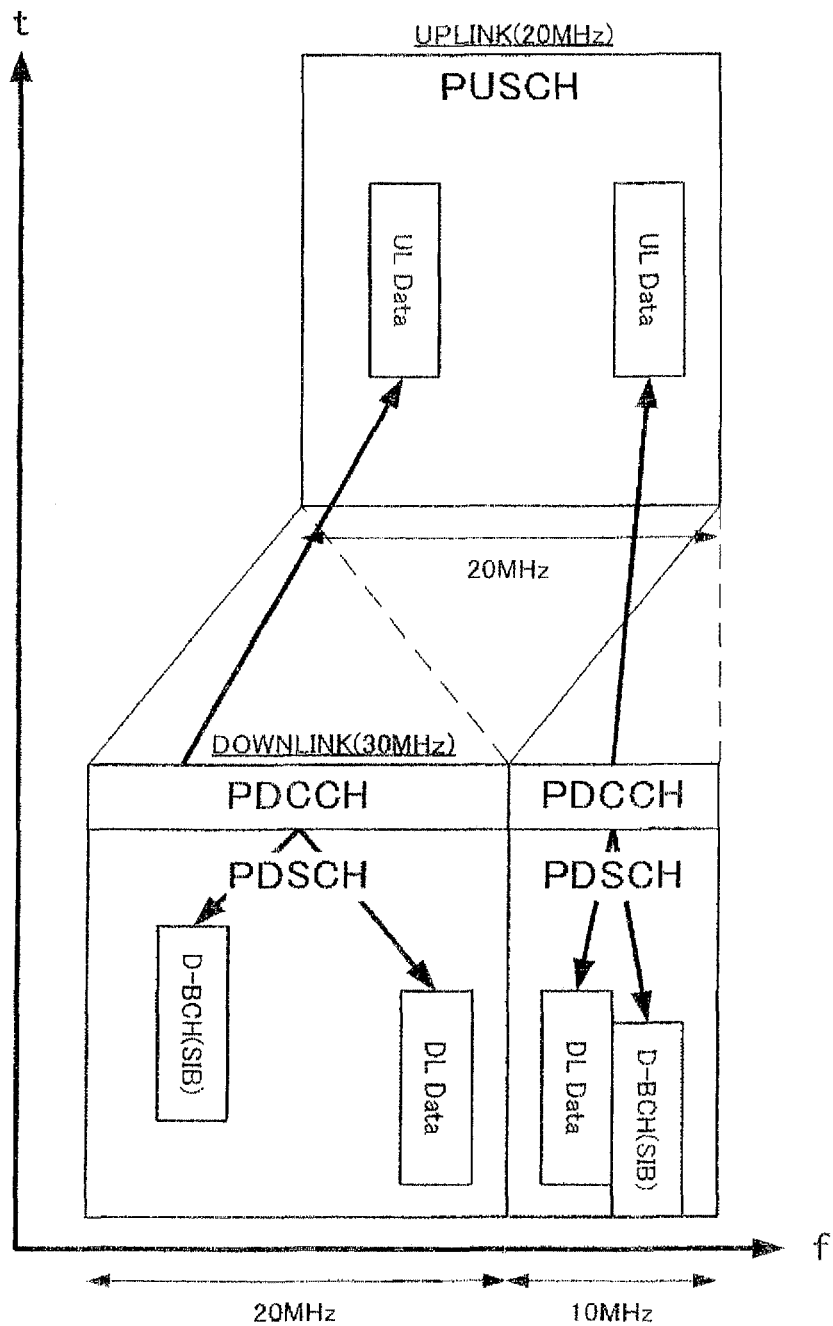 t
UPLINK(20MHz)
PUSCH
UL Data
UL Data
20MHz
DOWNLINK(30MHz)
PDCCH
PDCCH
PDSCH
PDSCH
D-BCH(SIB)
DL Data
DL Data
D-BCH(SIB)
f
20MHz
10MHz